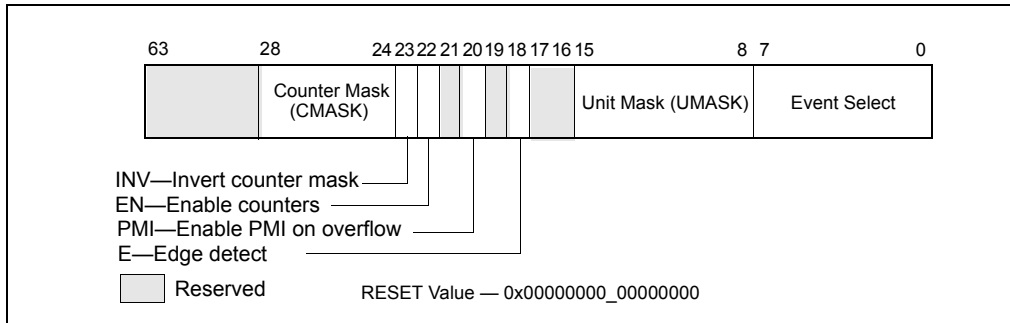 63 28 24 23 22 21 20 19 18 17 16 15 8 7 0
Counter Mask
(CMASK)
Unit Mask (UMASK)
Event Select
INV—Invert counter mask
EN—Enable counters
PMI—Enable PMI on overflow
E—Edge detect
Reserved
RESET Value — 0x00000000_00000000